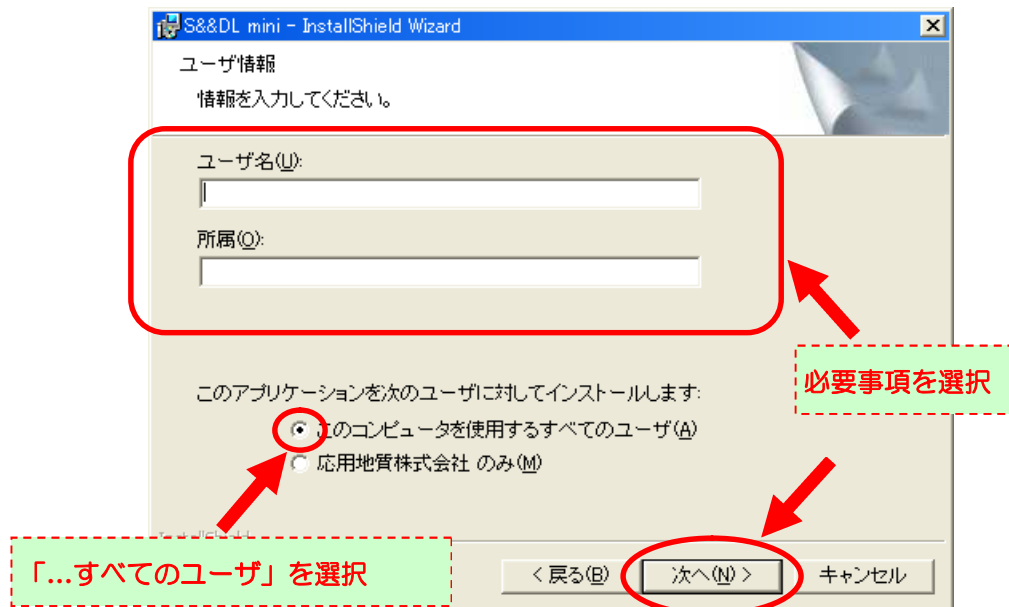 S&&DL mini - InstallShield Wizard
ユーザ情報
情報を入力してください。
ユーザ名(U):
所属(O):
必要事項を選択
このアプリケーションを次のユーザに対してインストールします:
このコンピュータを使用するすべてのユーザ(A)
応用地質株式会社 のみ(M)
InstallShield
「...すべてのユーザ」を選択
< 戻る(B)
次へ(N) >
キャンセル